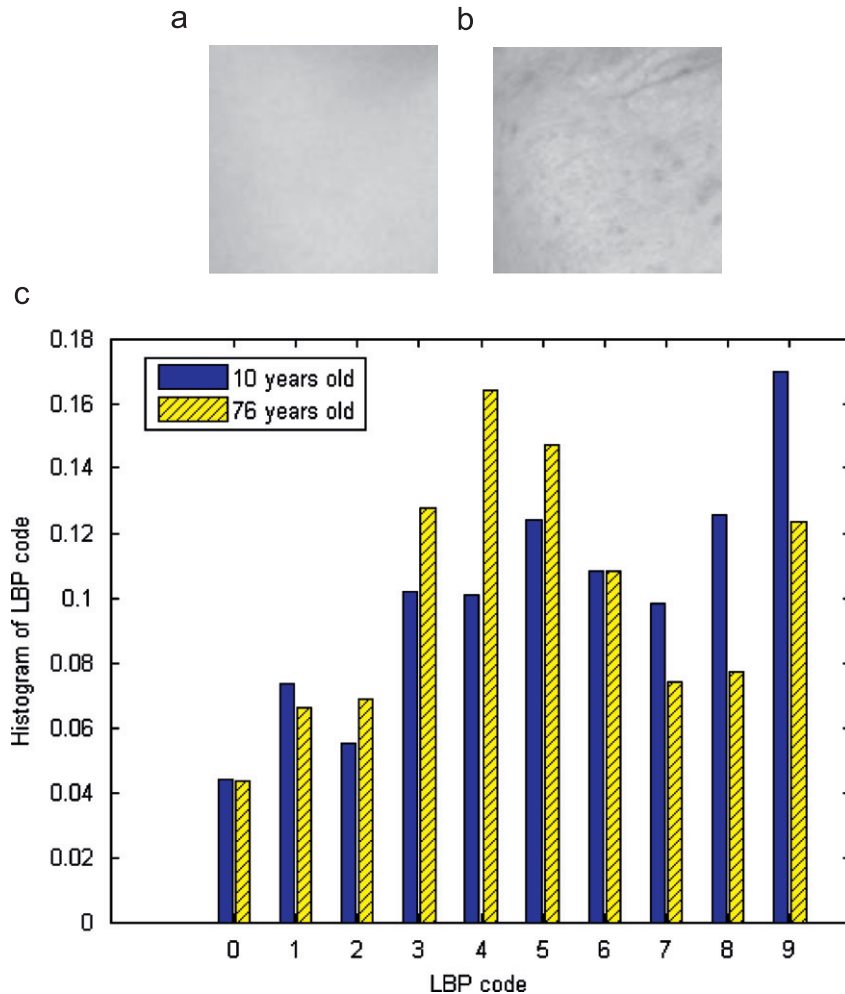 a
b
c
0.18
0.16
0.14
0.12
0.1
0.08
0.06
0.04
0.02
0
10 years old
76 years old
Histogram of LBP code
0 1 2 3 4 5 6 7 8 9
LBP code